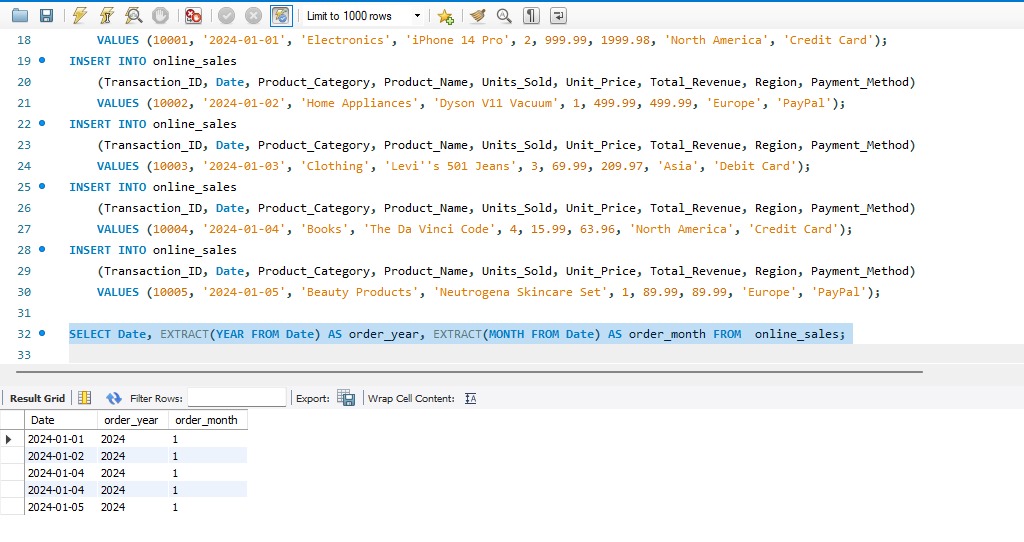 Limit to 1000 rows
18 VALUES (10001, '2024-01-01', 'Electronics', 'iPhone 14 Pro', 2, 999.99, 1999.98, 'North America', 'Credit Card');
19 INSERT INTO online_sales
20 (Transaction_ID, Date, Product_Category, Product_Name, Units_Sold, Unit_Price, Total_Revenue, Region, Payment_Method)
21 VALUES (10002, '2024-01-02', 'Home Appliances', 'Dyson V11 Vacuum', 1, 499.99, 499.99, 'Europe', 'PayPal');
22 INSERT INTO online_sales
23 (Transaction_ID, Date, Product_Category, Product_Name, Units_Sold, Unit_Price, Total_Revenue, Region, Payment_Method)
24 VALUES (10003, '2024-01-03', 'Clothing', 'Levi''s 501 Jeans', 3, 69.99, 209.97, 'Asia', 'Debit Card');
25 INSERT INTO online_sales
26 (Transaction_ID, Date, Product_Category, Product_Name, Units_Sold, Unit_Price, Total_Revenue, Region, Payment_Method)
27 VALUES (10004, '2024-01-04', 'Books', 'The Da Vinci Code', 4, 15.99, 63.96, 'North America', 'Credit Card');
28 INSERT INTO online_sales
29 (Transaction_ID, Date, Product_Category, Product_Name, Units_Sold, Unit_Price, Total_Revenue, Region, Payment_Method)
30 VALUES (10005, '2024-01-05', 'Beauty Products', 'Neutrogena Skincare Set', 1, 89.99, 89.99, 'Europe', 'PayPal');
31
32 SELECT Date, EXTRACT(YEAR FROM Date) AS order_year, EXTRACT(MONTH FROM Date) AS order_month FROM  online_sales;
33
Result Grid Filter Rows: Export: Wrap Cell Content:
Date order_year order_month
2024-01-01 2024 1
2024-01-02 2024 1
2024-01-04 2024 1
2024-01-04 2024 1
2024-01-05 2024 1